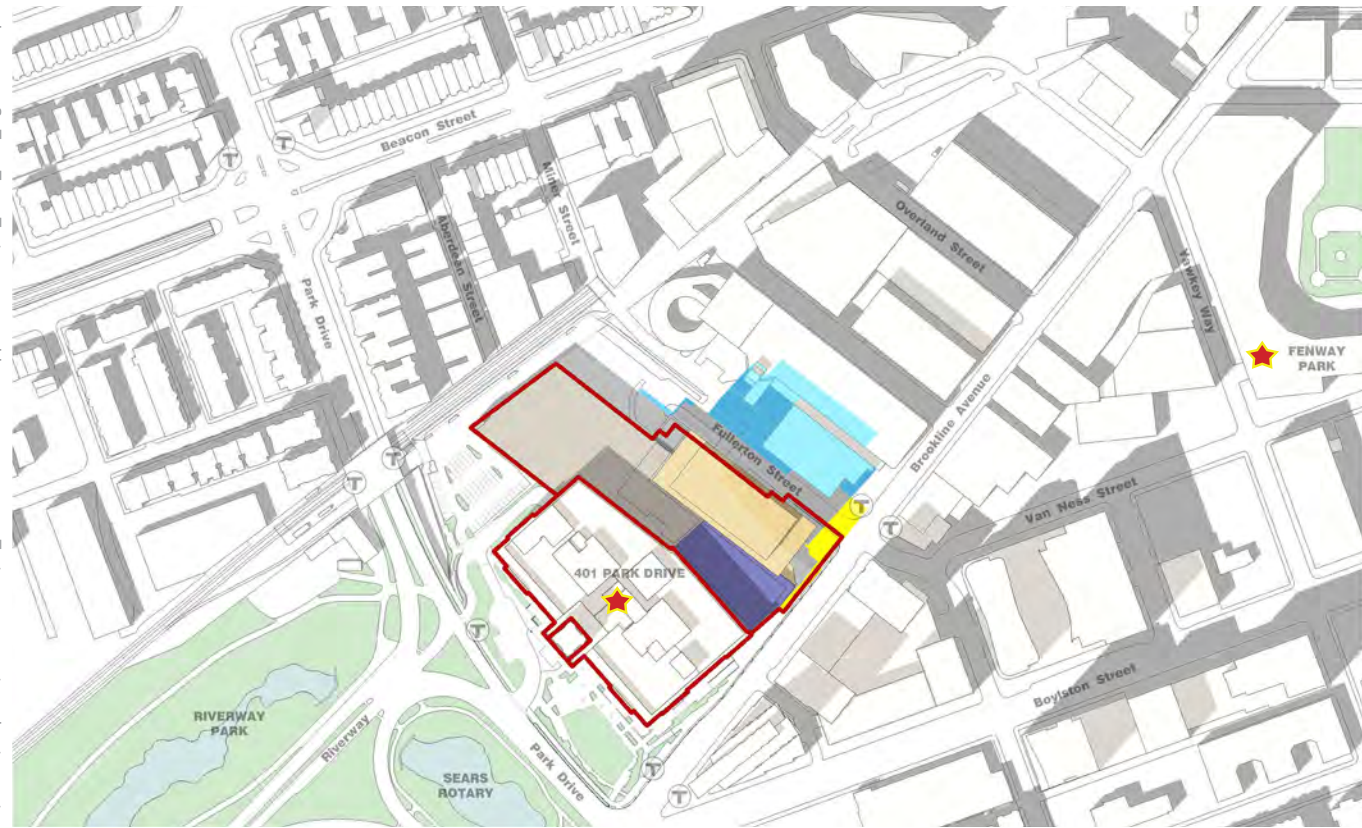 Beacon Street
Miner Street
Aberdeen Street
Overland Street
Yawkey Way
Park Drive
FENWAY
PARK
Brookline Avenue
Fullerton Street
Van Ness Street
401 PARK DRIVE
Boylston Street
RIVERWAY
PARK
Riverway
Park Drive
SEARS
ROTARY
T
T
T
T
T
T
T
T
T